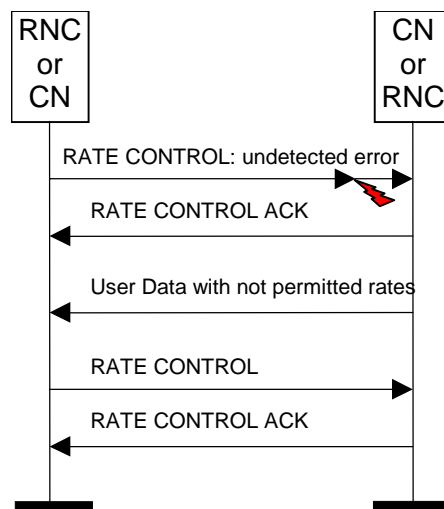 RNC
or
CN
CN
or
RNC
RATE CONTROL: undetected error
RATE CONTROL ACK
User Data with not permitted rates
RATE CONTROL
RATE CONTROL ACK